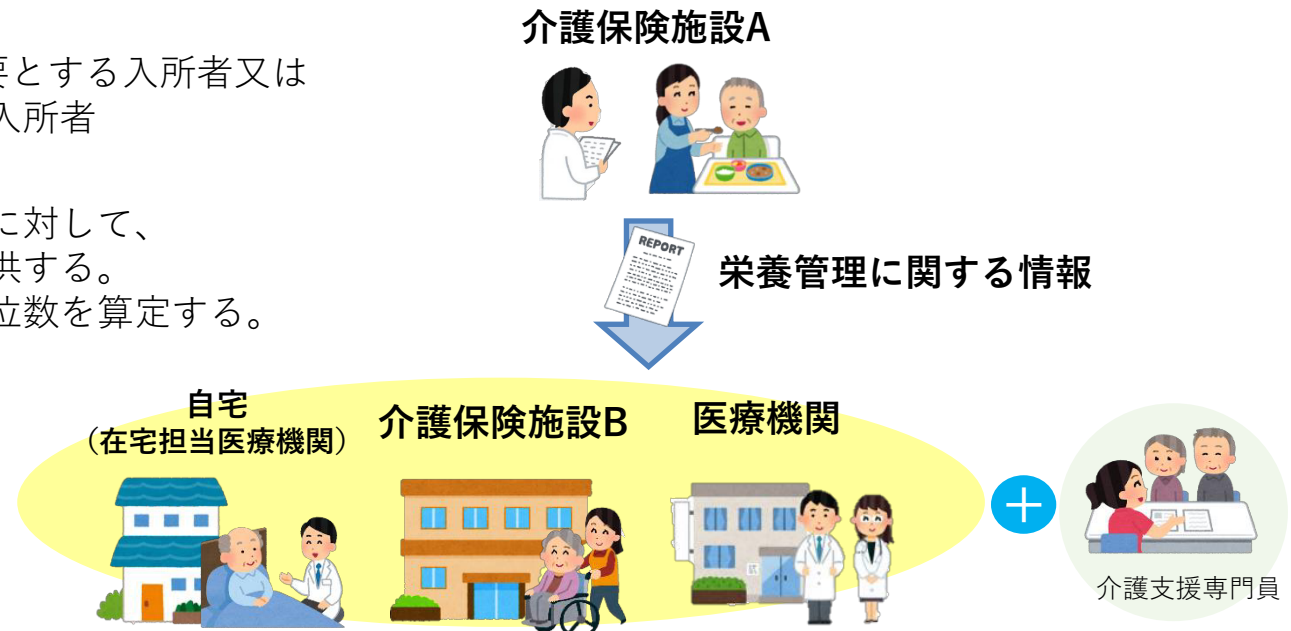 介護保険施設A
要とする入所者又は
入所者
に対して、
供する。
位数を算定する。
REPORT
栄養管理に関する情報
自宅
（在宅担当医療機関）
介護保険施設B
医療機関
＋
介護支援専門員